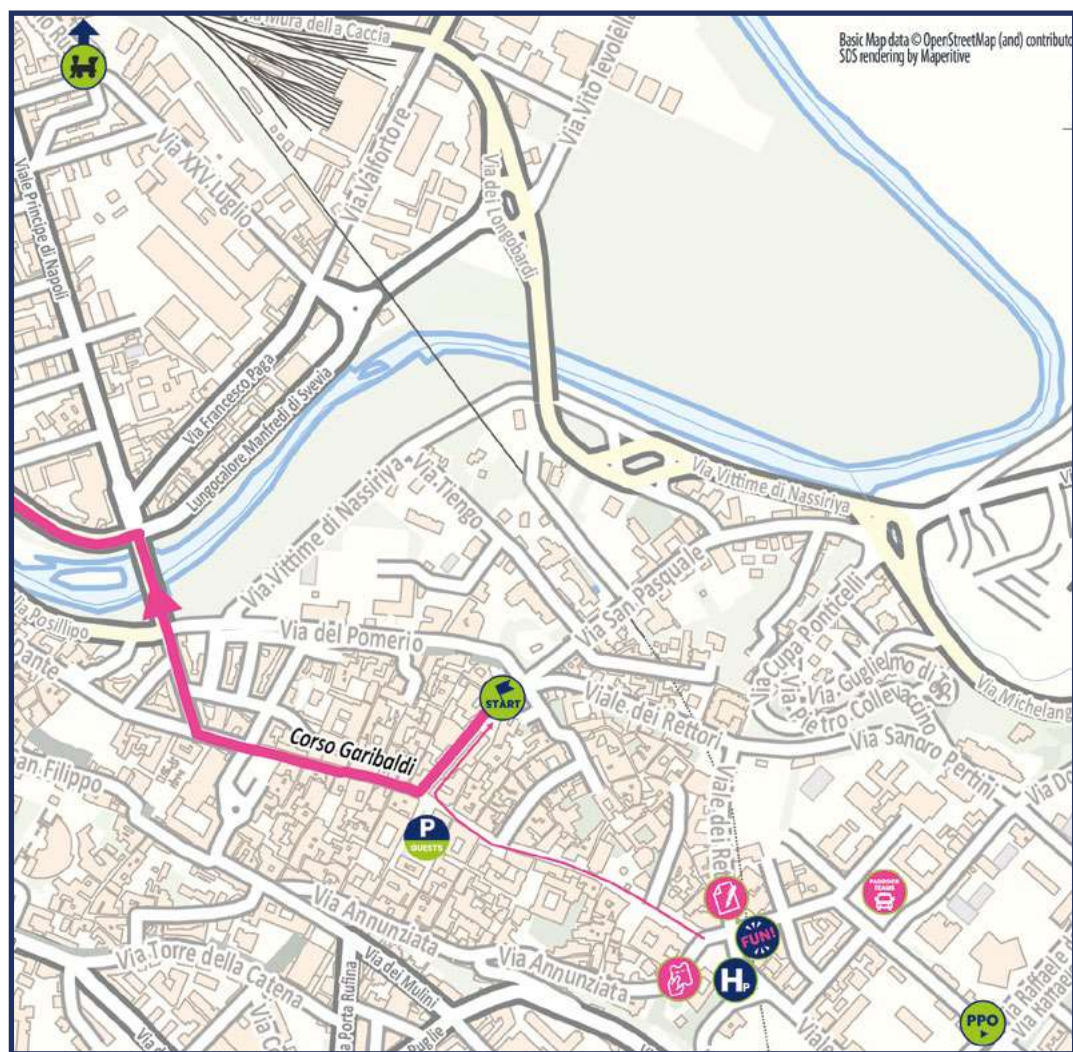 Via Mura della Caccia
Basic Map data © OpenStreetMap (and) contributo
SDS rendering by Maperitive
Via Vito Ievolella
Via Valfortore
Via XXV Luglio
Viale Principe di Napoli
Via dei Longobardi
Via Francesco Paga
Lungocalore Manfredi di Svevia
Via Vittime di Nassiriya
Via Tiengo
Via Vittime di Nassiriya
Via San Pasquale
Via Posillipo
Via del Pomerio
Dante
Via Cupa Ponticelli
Via Guglielmo di
Via Pietro Collevaccino
Via Michelang
START
Viale dei Rettori
Via Sandro Pertini
Corso Garibaldi
San Filippo
Viale dei Re
Via Do
P
GUESTS
PADDOCK
TEAMS
FUN!
Via Annunziata
Via Annunziata
HP
Via Torre della Catena
Via dei Mulini
Porta Rufina
Via Raffaele d
PPO